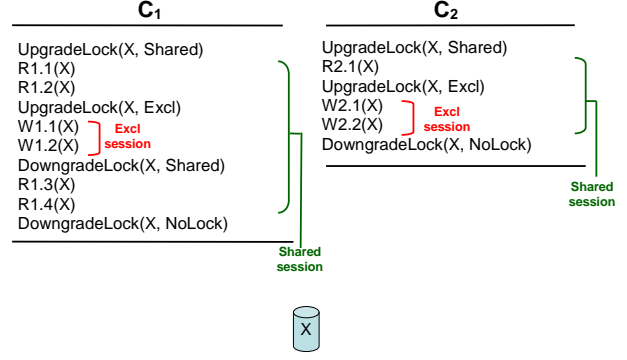 C1
UpgradeLock(X, Shared)
R1.1(X)
R1.2(X)
UpgradeLock(X, Excl)
W1.1(X)
W1.2(X)
Excl
session
DowngradeLock(X, Shared)
R1.3(X)
R1.4(X)
DowngradeLock(X, NoLock)
Shared
session
C2
UpgradeLock(X, Shared)
R2.1(X)
UpgradeLock(X, Excl)
W2.1(X)
W2.2(X)
Excl
session
DowngradeLock(X, NoLock)
Shared
session
X